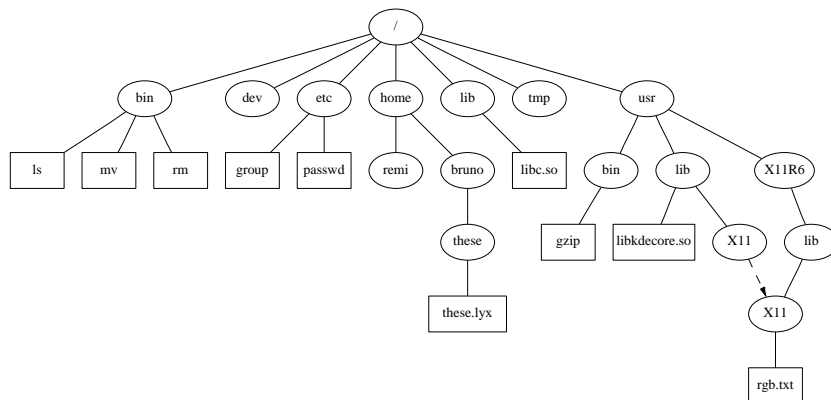 /
bin dev etc home lib tmp usr
ls mv rm group passwd remi bruno libc.so bin lib X11R6
these gzip libkdecore.so X11 lib
these.lyx X11
rgb.txt